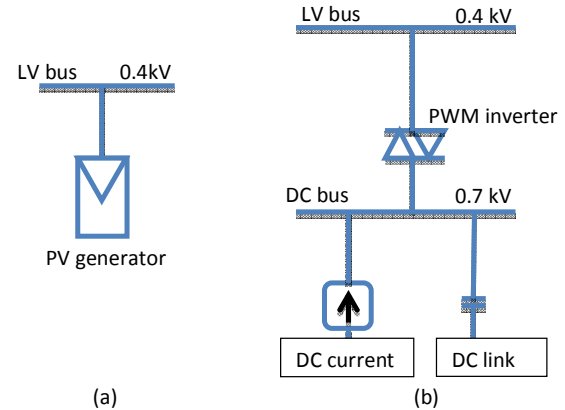 LV bus 0.4kV
PV generator
(a)
LV bus 0.4 kV
PWM inverter
DC bus 0.7 kV
DC current DC link
(b)